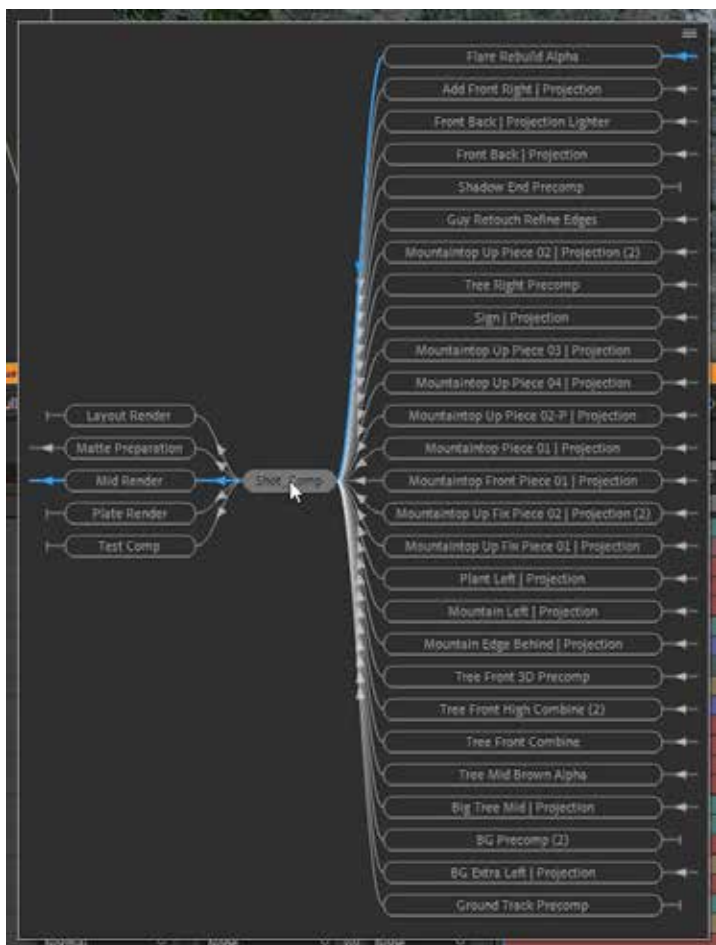 Flare Rebuild Alpha
Add Front Right | Projection
Front Back | Projection Lighter
Front Back | Projection
Shadow End Precomp
Guy Retouch Refine Edges
Mountaintop Up Piece 02 | Projection (2)
Tree Right Precomp
Sign | Projection
Mountaintop Up Piece 03 | Projection
Mountaintop Up Piece 04 | Projection
Layout Render
Mountaintop Up Piece 02-P | Projection
Matte Preparation
Mountaintop Piece 01 | Projection
Mid Render
Shot_Comp
Mountaintop Front Piece 01 | Projection
Plate Render
Mountaintop Up Fix Piece 02 | Projection (2)
Test Comp
Mountaintop Up Fix Piece 01 | Projection
Plant Left | Projection
Mountain Left | Projection
Mountain Edge Behind | Projection
Tree Front 3D Precomp
Tree Front High Combine (2)
Tree Front Combine
Tree Mid Brown Alpha
Big Tree Mid | Projection
BG Precomp (2)
BG Extra Left | Projection
Ground Track Precomp